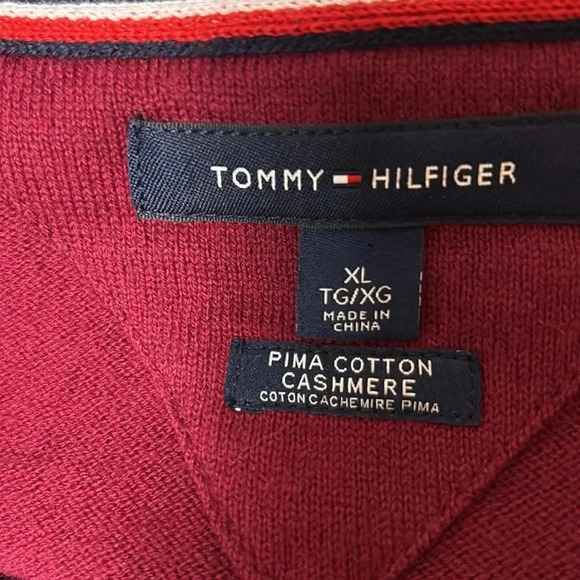 TOMMY HILFIGER
XL
TG/XG
MADE IN
CHINA
PIMA COTTON
CASHMERE
COTON CACHEMIRE PIMA